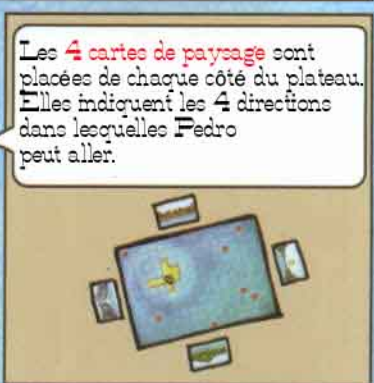 Les 4 cartes de paysage sont
placées de chaque côté du plateau.
Elles indiquent les 4 directions
dans lesquelles Pedro
peut aller.